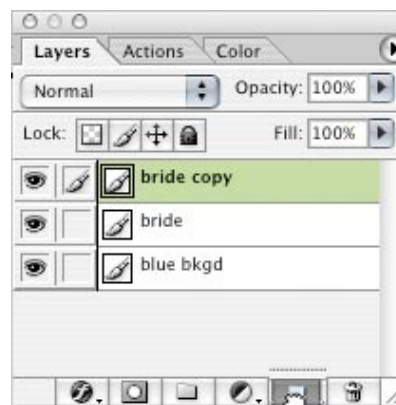 Layers Actions Color
Normal Opacity: 100%
Lock: Fill: 100%
bride copy
bride
blue bkgd